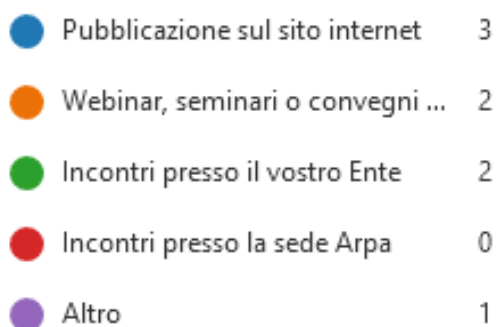 Pubblicazione sul sito internet 3
Webinar, seminari o convegni ... 2
Incontri presso il vostro Ente 2
Incontri presso la sede Arpa 0
Altro 1